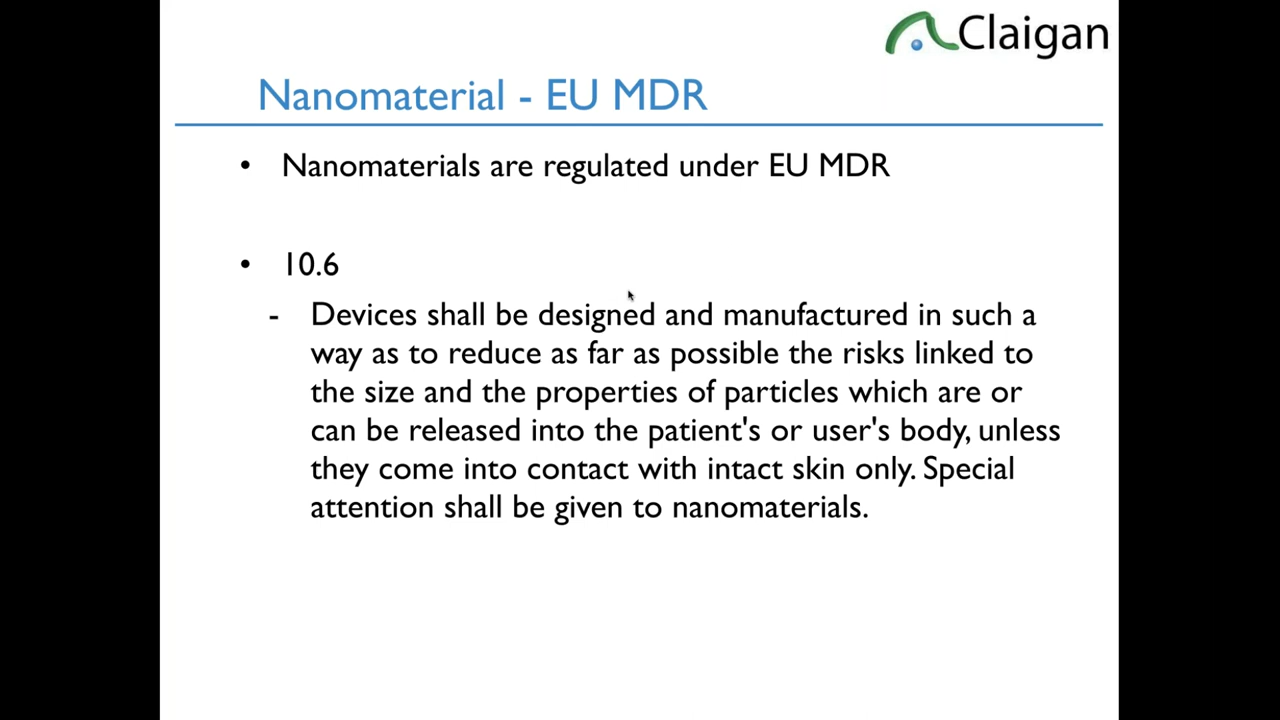 Claigan
Nanomaterial - EU MDR
• Nanomaterials are regulated under EU MDR
• 10.6
- Devices shall be designed and manufactured in such a
way as to reduce as far as possible the risks linked to
the size and the properties of particles which are or
can be released into the patient's or user's body, unless
they come into contact with intact skin only. Special
attention shall be given to nanomaterials.